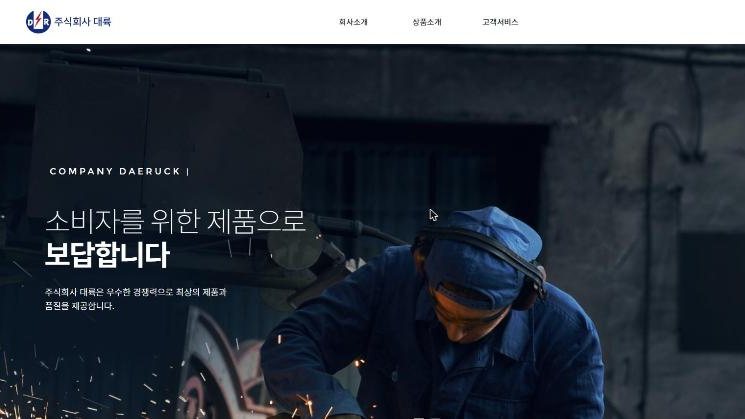 DR 주식회사 대륙
회사소개 상품소개 고객서비스
COMPANY DAERUCK |
소비자를 위한 제품으로
보답합니다
주식회사 대륙은 우수한 경쟁력으로 최상의 제품과
품질을 제공합니다.